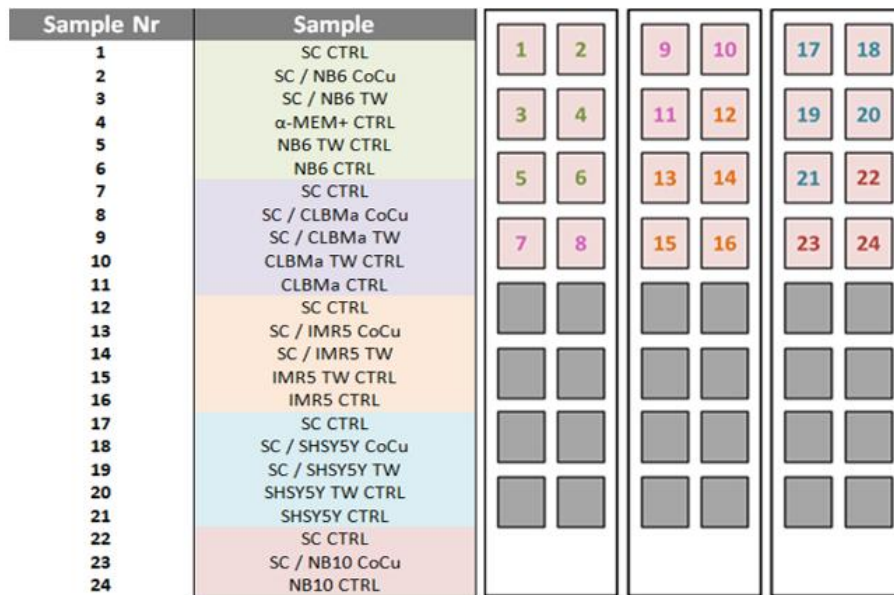 Sample Nr Sample
1 SC CTRL
2 SC / NB6 CoCu
3 SC / NB6 TW
4 α-MEM+ CTRL
5 NB6 TW CTRL
6 NB6 CTRL
7 SC CTRL
8 SC / CLBMa CoCu
9 SC / CLBMa TW
10 CLBMa TW CTRL
11 CLBMa CTRL
12 SC CTRL
13 SC / IMR5 CoCu
14 SC / IMR5 TW
15 IMR5 TW CTRL
16 IMR5 CTRL
17 SC CTRL
18 SC / SHSY5Y CoCu
19 SC / SHSY5Y TW
20 SHSY5Y TW CTRL
21 SHSY5Y CTRL
22 SC CTRL
23 SC / NB10 CoCu
24 NB10 CTRL
1 2
3 4
5 6
7 8
9 10
11 12
13 14
15 16
17 18
19 20
21 22
23 24